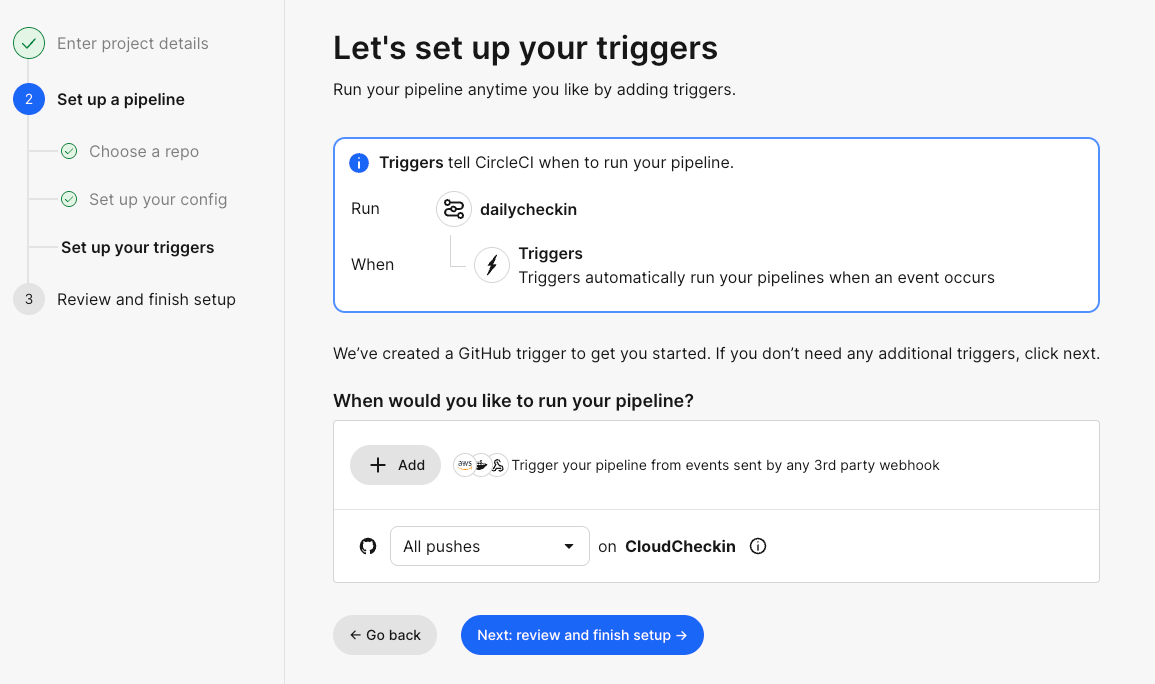 Enter project details
2
Set up a pipeline
Choose a repo
Set up your config
Set up your triggers
3
Review and finish setup
Let's set up your triggers
Run your pipeline anytime you like by adding triggers.
Triggers tell CircleCI when to run your pipeline.
Run
dailycheckin
When
Triggers
Triggers automatically run your pipelines when an event occurs
We’ve created a GitHub trigger to get you started. If you don’t need any additional triggers, click next.
When would you like to run your pipeline?
+ Add
aws
Trigger your pipeline from events sent by any 3rd party webhook
All pushes
on CloudCheckin
← Go back
Next: review and finish setup →